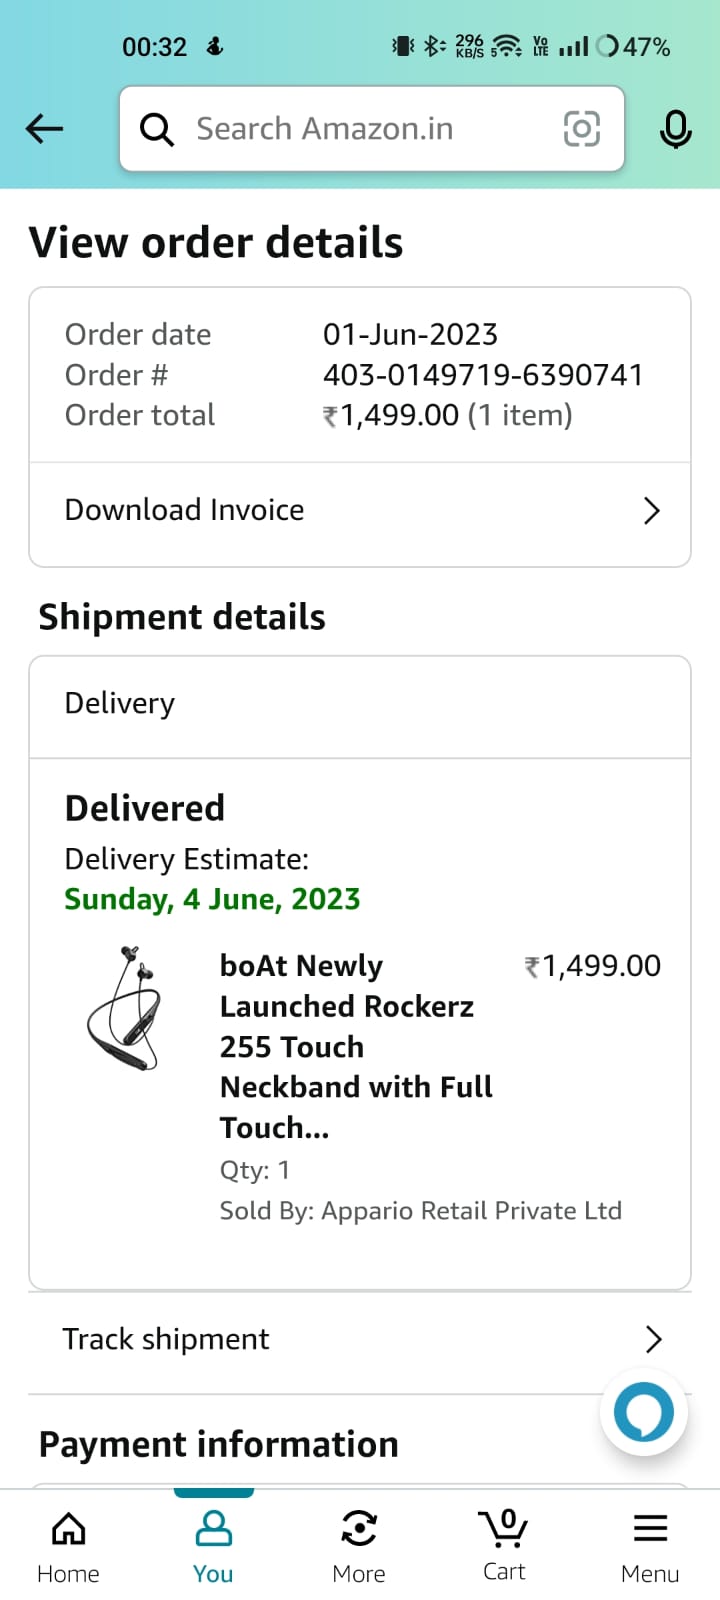 00:32 296 KB/S 5 Vo LTE 47%
Search Amazon.in
View order details
Order date 01-Jun-2023
Order # 403-0149719-6390741
Order total ₹1,499.00 (1 item)
Download Invoice
Shipment details
Delivery
Delivered
Delivery Estimate:
Sunday, 4 June, 2023
boAt Newly ₹1,499.00
Launched Rockerz
255 Touch
Neckband with Full
Touch...
Qty: 1
Sold By: Appario Retail Private Ltd
Track shipment
Payment information
0
Home You More Cart Menu